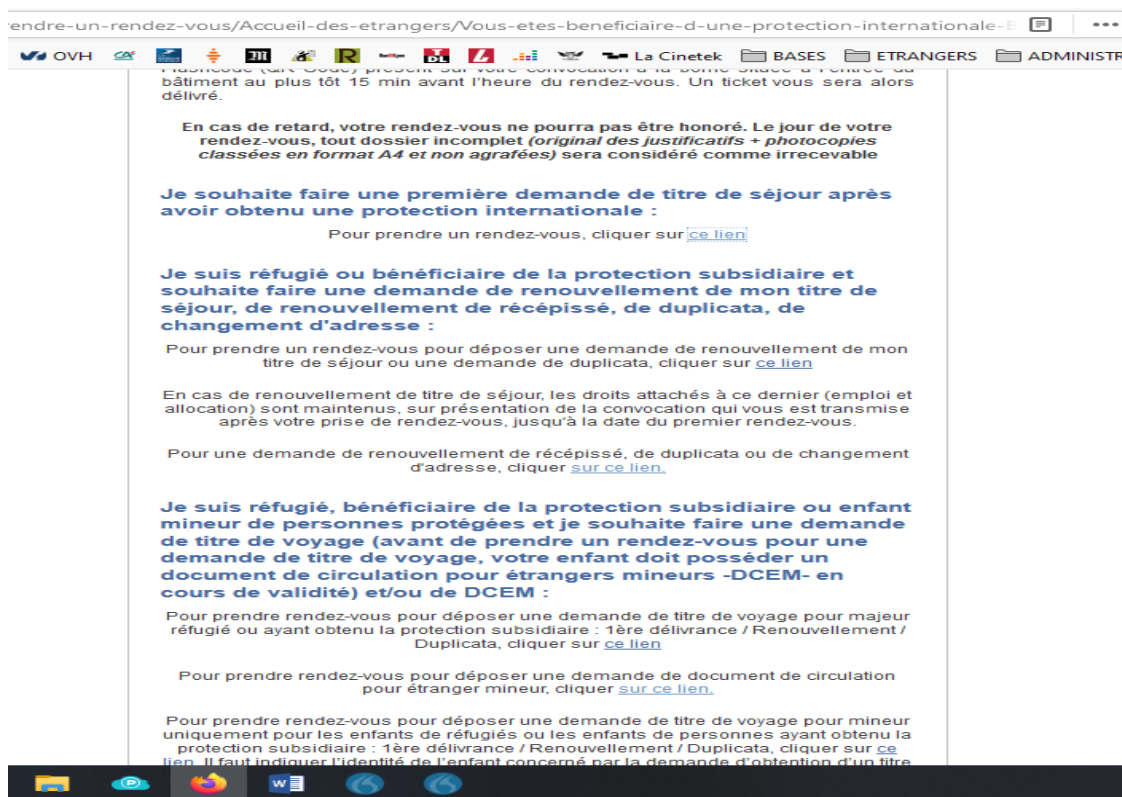 endre-un-rendez-vous/Accueil-des-etrangers/Vous-etes-beneficiaire-d-une-protection-internationale-
OVH La Cinetek BASES ETRANGERS ADMINISTR
Flashcode (QR Code) présent sur votre convocation à la borne située à l'entrée du
bâtiment au plus tôt 15 min avant l'heure du rendez-vous. Un ticket vous sera alors
délivré.
En cas de retard, votre rendez-vous ne pourra pas être honoré. Le jour de votre
rendez-vous, tout dossier incomplet (original des justificatifs + photocopies
classées en format A4 et non agrafées) sera considéré comme irrecevable
Je souhaite faire une première demande de titre de séjour après
avoir obtenu une protection internationale :
Pour prendre un rendez-vous, cliquer sur ce lien
Je suis réfugié ou bénéficiaire de la protection subsidiaire et
souhaite faire une demande de renouvellement de mon titre de
séjour, de renouvellement de récépissé, de duplicata, de
changement d'adresse :
Pour prendre un rendez-vous pour déposer une demande de renouvellement de mon
titre de séjour ou une demande de duplicata, cliquer sur ce lien
En cas de renouvellement de titre de séjour, les droits attachés à ce dernier (emploi et
allocation) sont maintenus, sur présentation de la convocation qui vous est transmise
après votre prise de rendez-vous, jusqu'à la date du premier rendez-vous.
Pour une demande de renouvellement de récépissé, de duplicata ou de changement
d'adresse, cliquer sur ce lien.
Je suis réfugié, bénéficiaire de la protection subsidiaire ou enfant
mineur de personnes protégées et je souhaite faire une demande
de titre de voyage (avant de prendre un rendez-vous pour une
demande de titre de voyage, votre enfant doit posséder un
document de circulation pour étrangers mineurs -DCEM- en
cours de validité) et/ou de DCEM :
Pour prendre rendez-vous pour déposer une demande de titre de voyage pour majeur
réfugié ou ayant obtenu la protection subsidiaire : 1ère délivrance / Renouvellement /
Duplicata, cliquer sur ce lien
Pour prendre rendez-vous pour déposer une demande de document de circulation
pour étranger mineur, cliquer sur ce lien.
Pour prendre rendez-vous pour déposer une demande de titre de voyage pour mineur
uniquement pour les enfants de réfugiés ou les enfants de personnes ayant obtenu la
protection subsidiaire : 1ère délivrance / Renouvellement / Duplicata, cliquer sur ce
lien. Il faut indiquer l'identité de l'enfant concerné par la demande d'obtention d'un titre